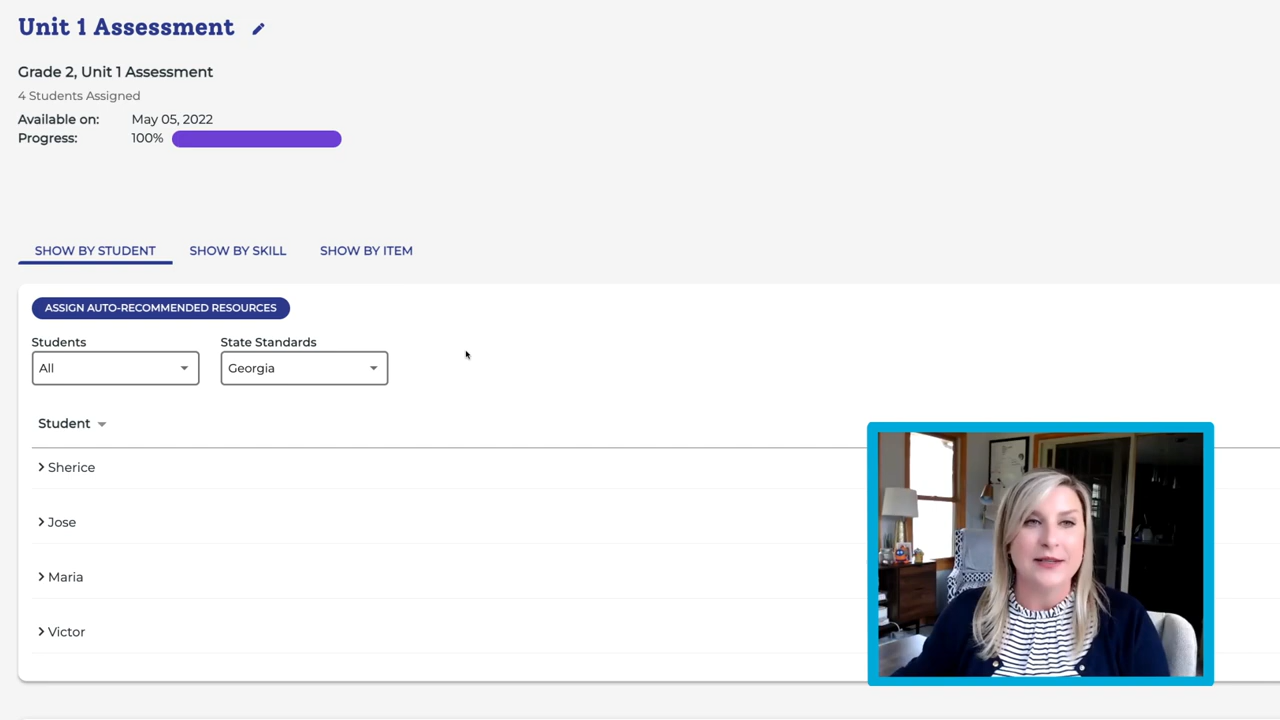 Unit 1 Assessment
Grade 2, Unit 1 Assessment
4 Students Assigned
Available on: May 05, 2022
Progress: 100%
SHOW BY STUDENT SHOW BY SKILL SHOW BY ITEM
ASSIGN AUTO-RECOMMENDED RESOURCES
Students State Standards
All Georgia
Student
Sherice
Jose
Maria
Victor